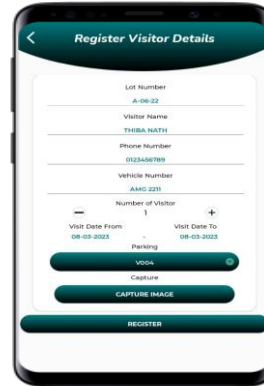 Register Visitor Details
Lot Number
A-06-22
Visitor Name
THIBA NATH
Phone Number
0123456789
Vehicle Number
AMG 2211
Number of Visitor
1
Visit Date From Visit Date To
08-03-2023 - 08-03-2023
Parking
V004
Capture
CAPTURE IMAGE
REGISTER